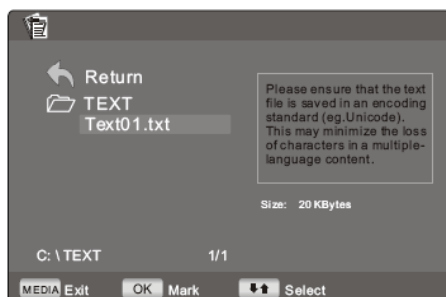 Return
TEXT
Text01.txt
Please ensure that the text
file is saved in an encoding
standard (eg.Unicode).
This may minimize the loss
of characters in a multiple-
language content.
Size: 20 KBytes
C: \ TEXT 1/1
MEDIA Exit OK Mark Select